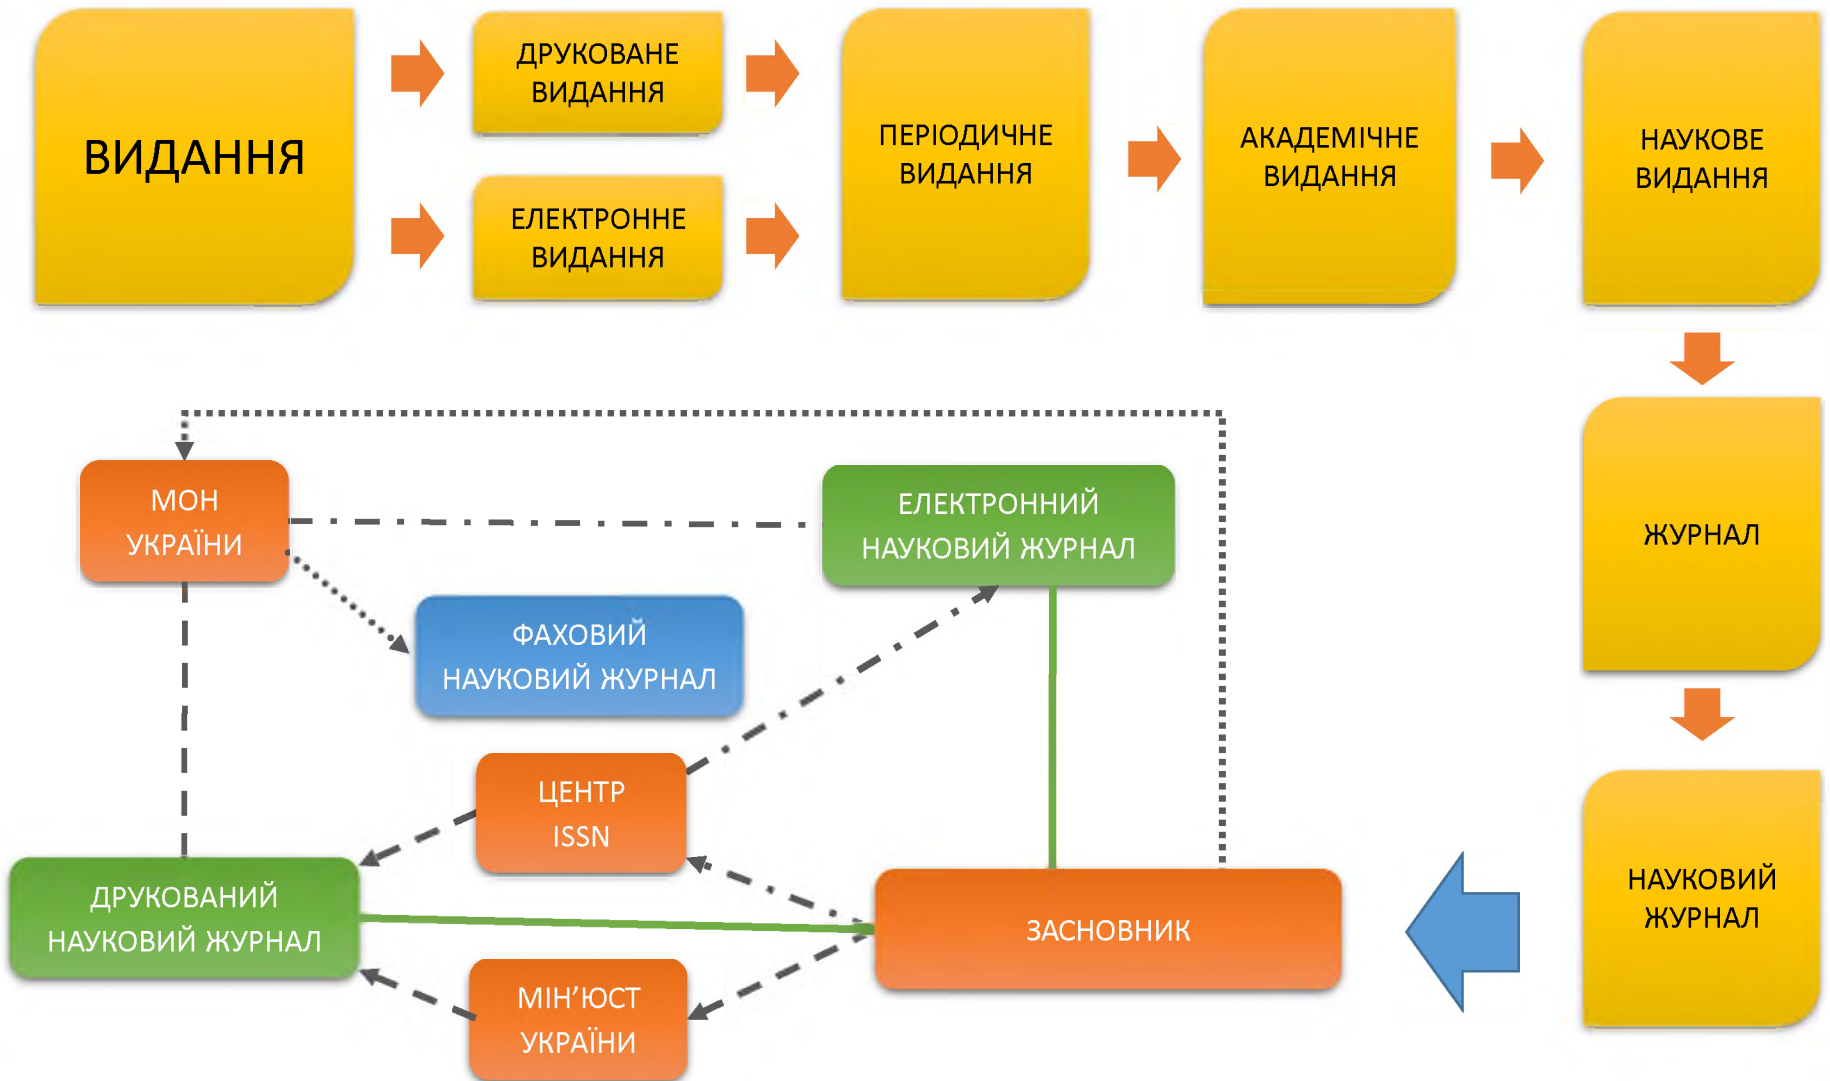 ВИДАННЯ
ДРУКОВАНЕ
ВИДАННЯ
ЕЛЕКТРОННЕ
ВИДАННЯ
ПЕРІОДИЧНЕ
ВИДАННЯ
АКАДЕМІЧНЕ
ВИДАННЯ
НАУКОВЕ
ВИДАННЯ
ЖУРНАЛ
НАУКОВИЙ
ЖУРНАЛ
МОН
УКРАЇНИ
ЕЛЕКТРОННИЙ
НАУКОВИЙ ЖУРНАЛ
ФАХОВИЙ
НАУКОВИЙ ЖУРНАЛ
ЦЕНТР
ISSN
ДРУКОВАНИЙ
НАУКОВИЙ ЖУРНАЛ
ЗАСНОВНИК
МІН'ЮСТ
УКРАЇНИ